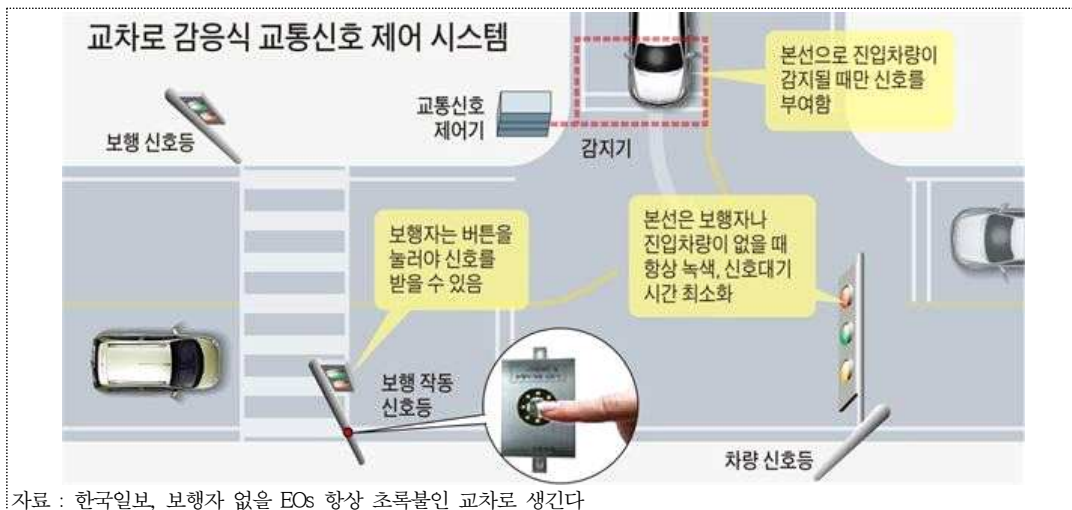 교차로 감응식 교통신호 제어 시스템
본선으로 진입차량이
감지될 때만 신호를
부여함
교통신호
제어기
보행 신호등
감지기
보행자는 버튼을
눌러야 신호를
받을 수 있음
본선은 보행자나
진입차량이 없을 때
항상 녹색, 신호대기
시간 최소화
보행 작동
신호등
차량 신호등
자료 : 한국일보, 보행자 없을 EOs 항상 초록불인 교차로 생긴다